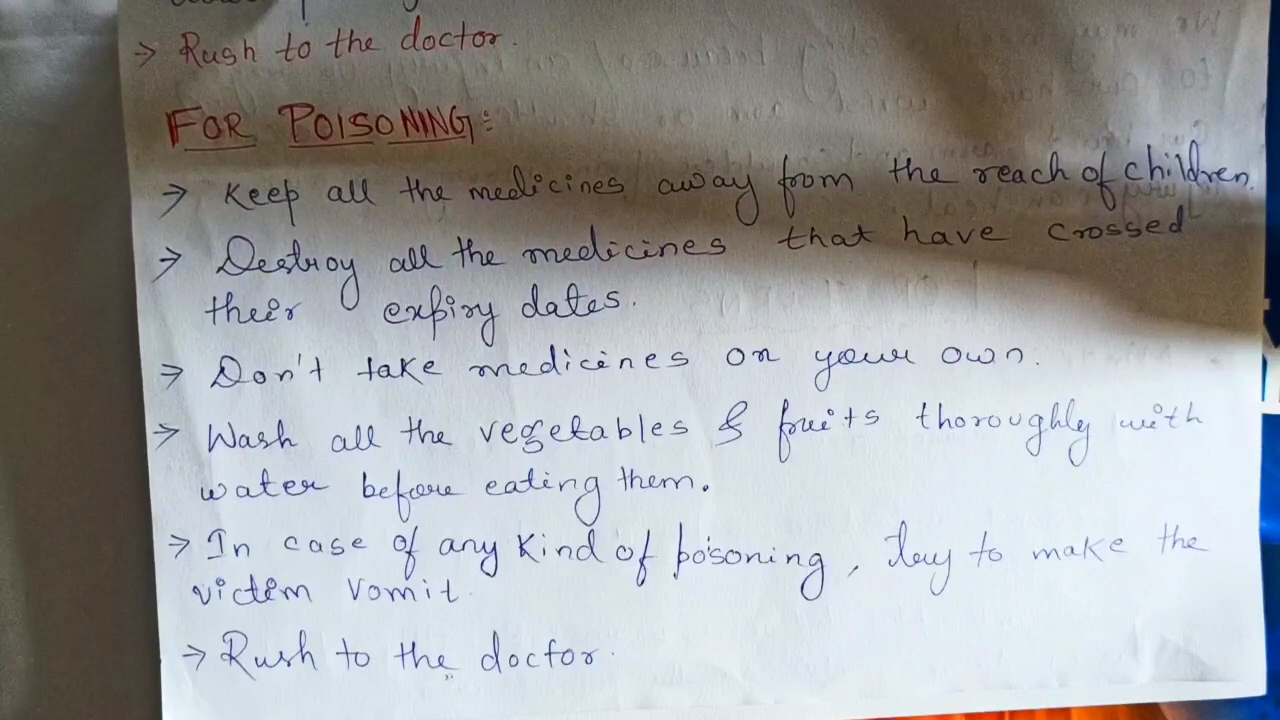 → Rush to the doctor.
FOR POISONING:
→ Keep all the medicines away from the reach of children.
→ Destroy all the medicines that have crossed
their expiry dates.
→ Don't take medicines on your own.
→ Wash all the vegetables & fruits thoroughly with
water before eating them.
→ In case of any kind of poisoning, try to make the
victim vomit.
→ Rush to the doctor.